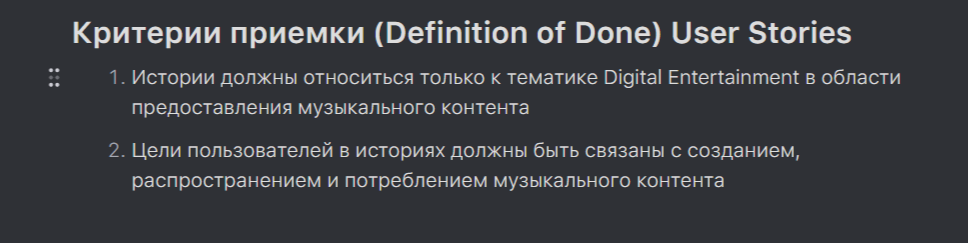 Критерии приемки (Definition of Done) User Stories
1. Истории должны относиться только к тематике Digital Entertainment в области
предоставления музыкального контента
2. Цели пользователей в историях должны быть связаны с созданием,
распространением и потреблением музыкального контента